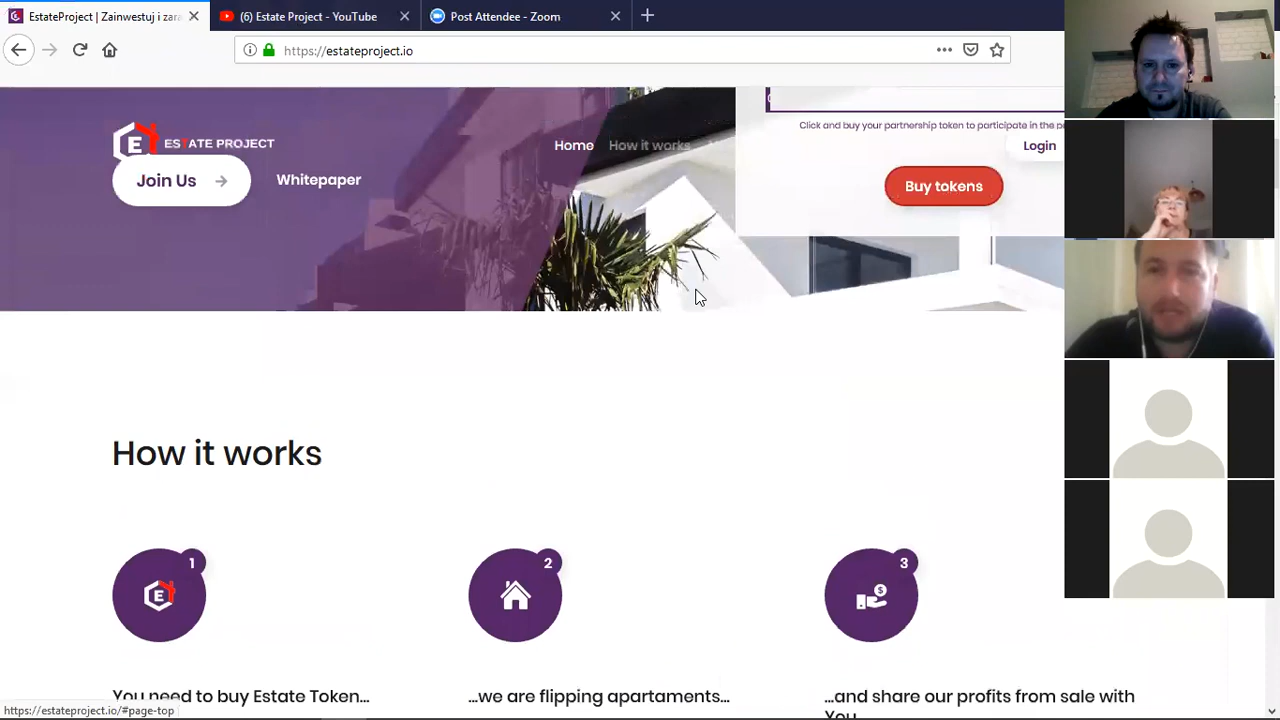 EstateProject | Zainwestuj i zara
(6) Estate Project - YouTube
Post Attendee - Zoom
https://estateproject.io
E ESTATE PROJECT
Home
How it works
Click and buy your partnership token to participate in the pr
Login
Join Us
Whitepaper
Buy tokens
How it works
1
2
3
E
$
You need to buy Estate Token...
...we are flipping apartaments...
...and share our profits from sale with
You
https://estateproject.io/#page-top